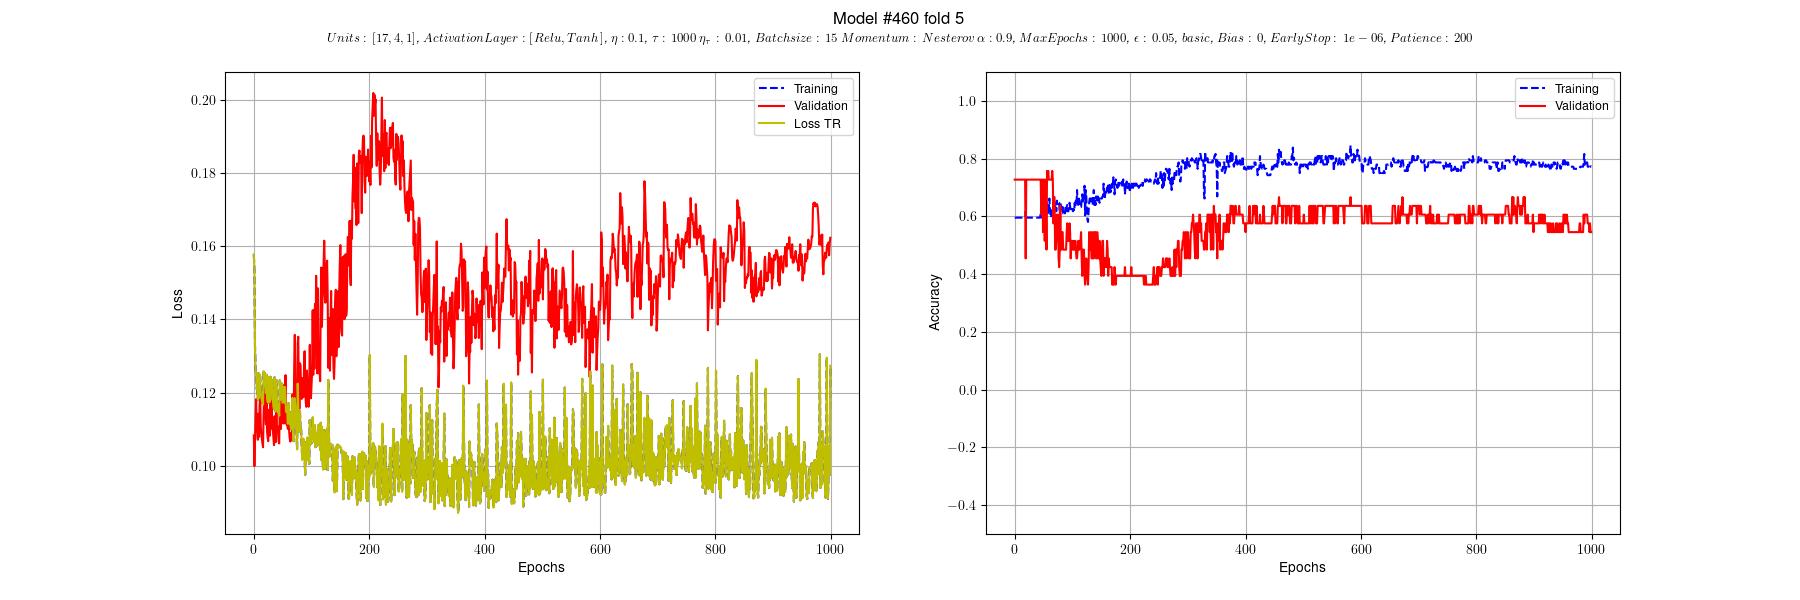 Model #460 fold 5
Units : [17, 4, 1], ActivationLayer : [Relu, Tanh], η : 0.1, τ : 1000 ητ : 0.01, Batchsize : 15 Momentum : Nesterov α : 0.9, MaxEpochs : 1000, ϵ : 0.05, basic, Bias : 0, EarlyStop : 1e − 06, Patience : 200
Training
Validation
Loss TR
0.20
0.18
0.16
0.14
0.12
0.10
Loss
0 200 400 600 800 1000
Epochs
Training
Validation
1.0
0.8
0.6
0.4
0.2
0.0
−0.2
−0.4
Accuracy
0 200 400 600 800 1000
Epochs